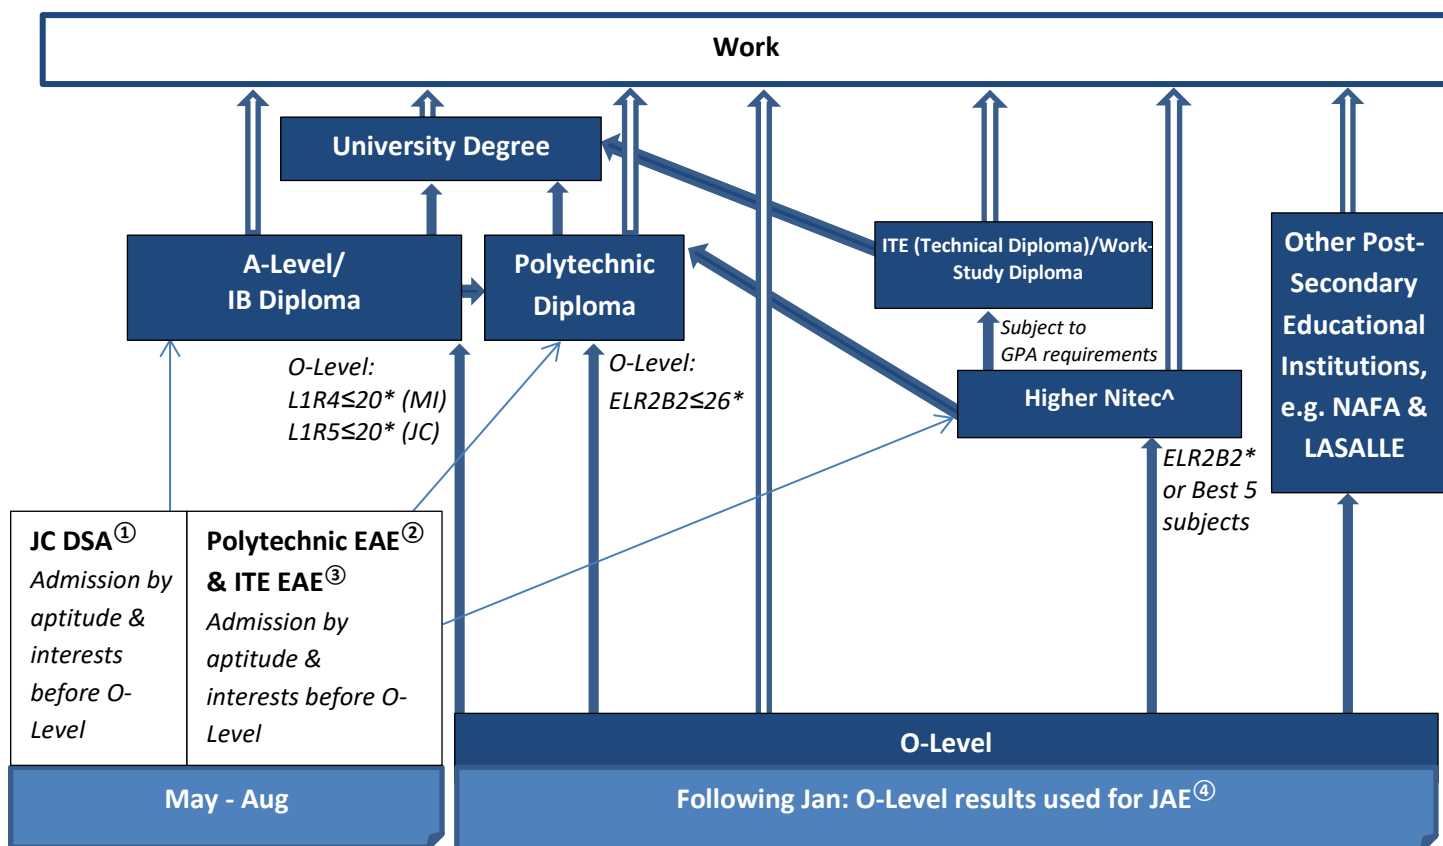 Work
University Degree
A-Level/
IB Diploma
Polytechnic
Diploma
ITE (Technical Diploma)/Work-
Study Diploma
Other Post-
Secondary
Educational
Institutions,
e.g. NAFA &
LASALLE
Subject to
GPA requirements
O-Level:
L1R4≤20* (MI)
L1R5≤20* (JC)
O-Level:
ELR2B2≤26*
Higher Nitec^
ELR2B2*
or Best 5
subjects
JC DSA①
Admission by
aptitude &
interests
before O-
Level
Polytechnic EAE②
& ITE EAE③
Admission by
aptitude &
interests before O-
Level
O-Level
May - Aug
Following Jan: O-Level results used for JAE④